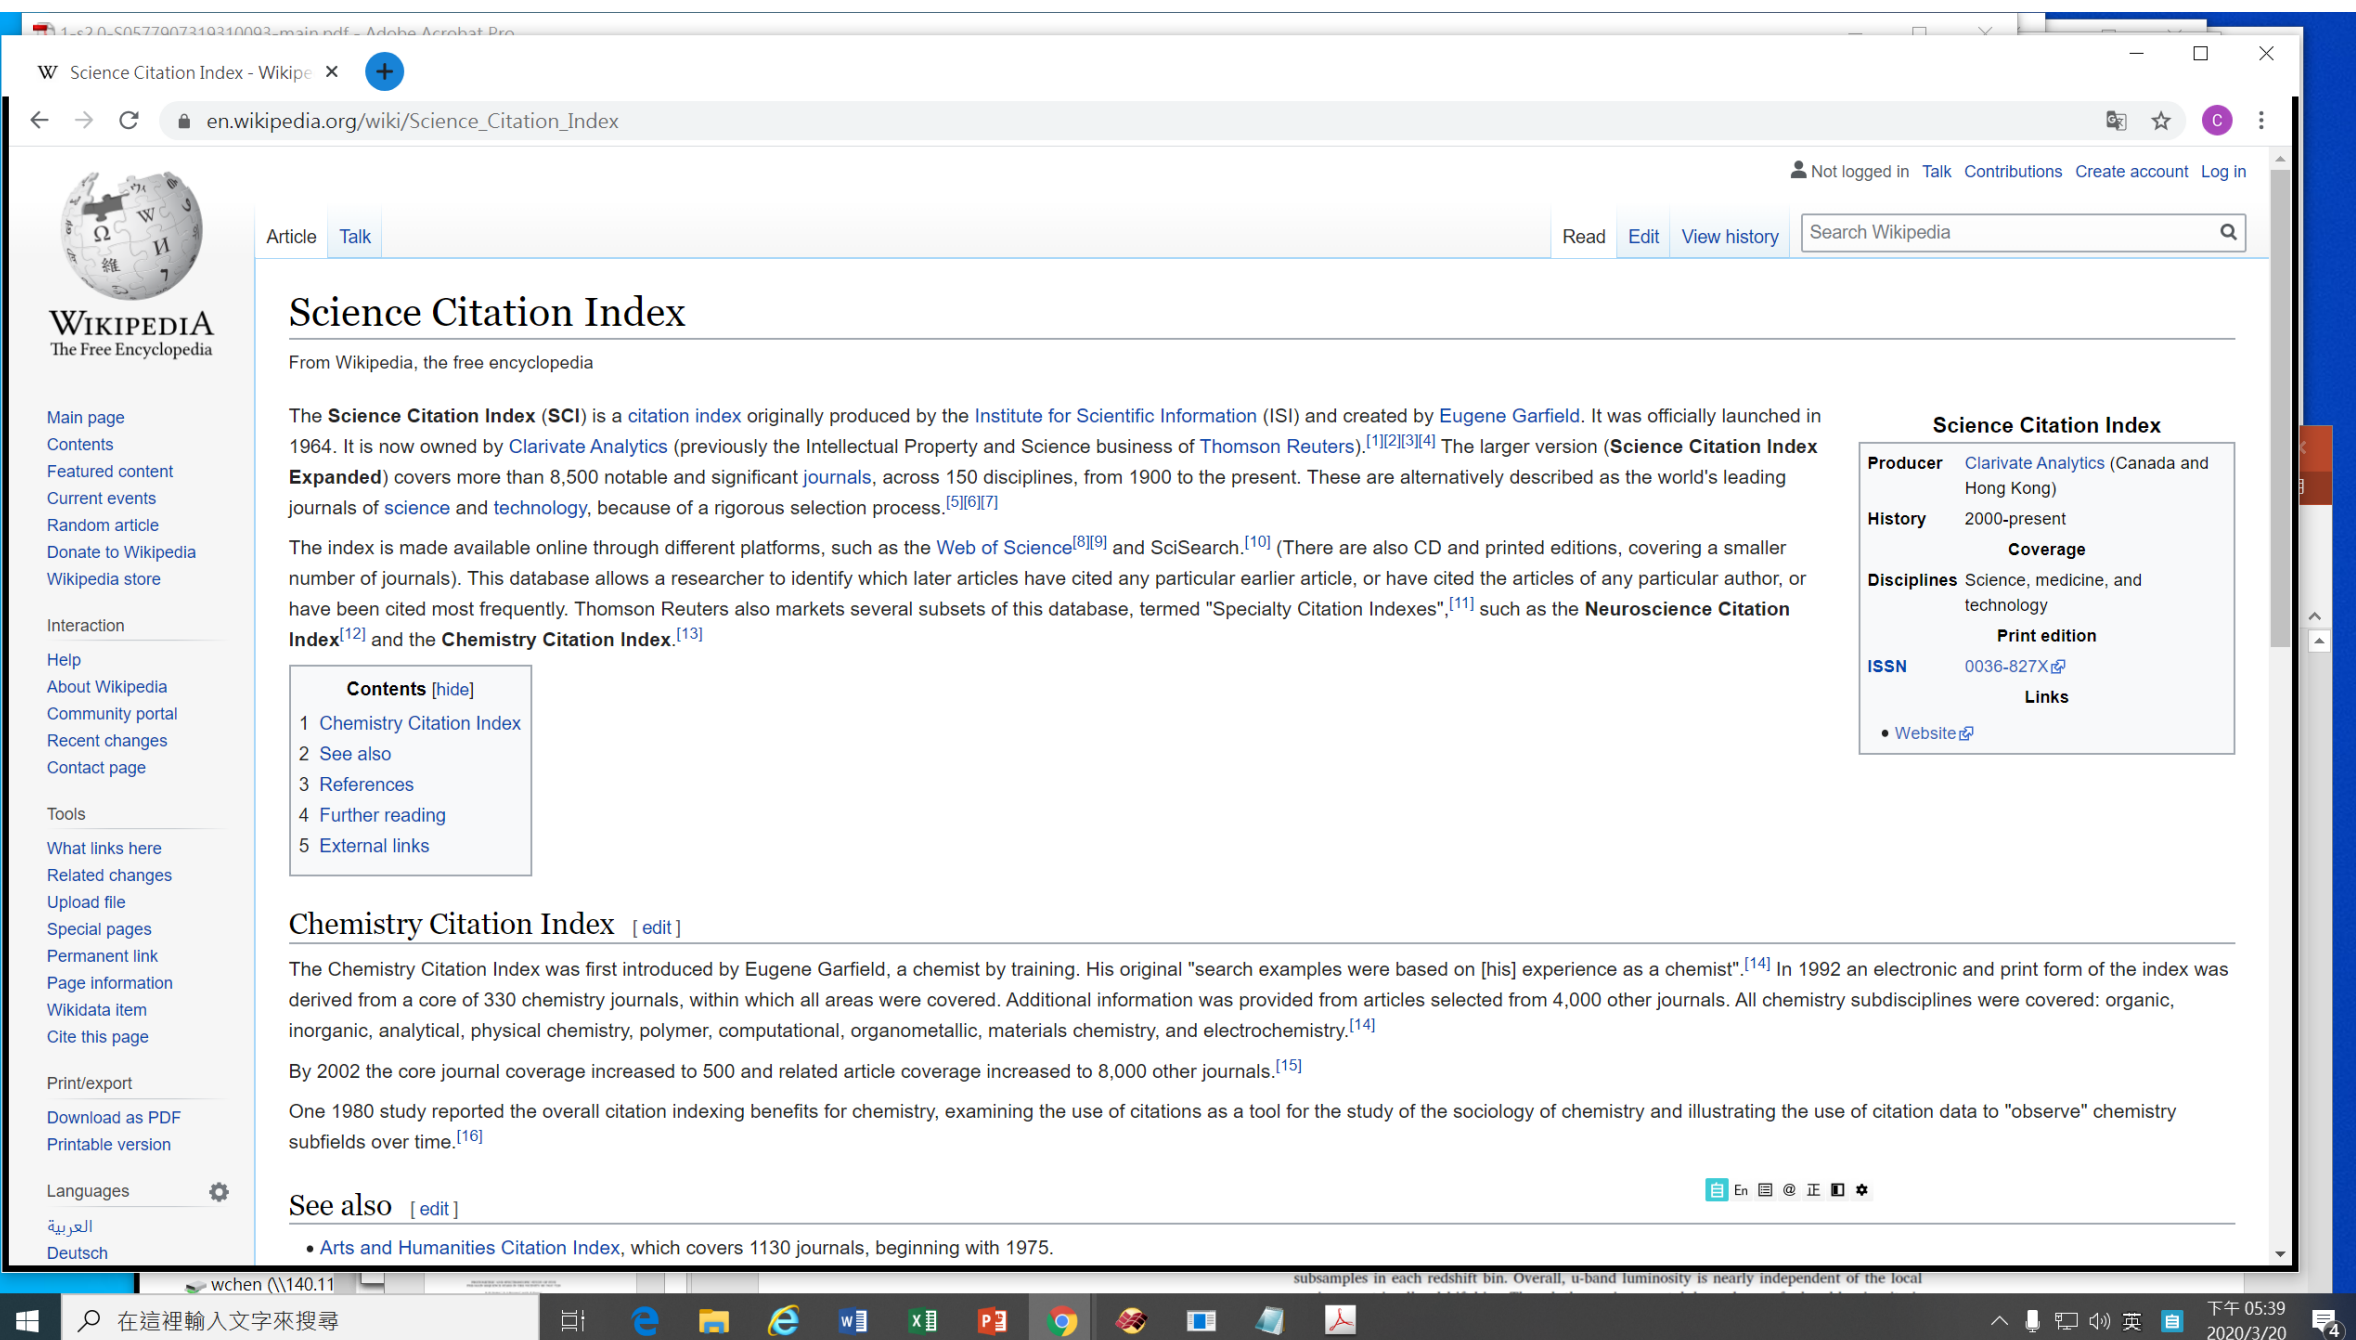 1-s2.0-S0577907319310093-main.pdf - Adobe Acrobat Pro
W Science Citation Index - Wikipe
en.wikipedia.org/wiki/Science_Citation_Index
C
Not logged in Talk Contributions Create account Log in
Article Talk
Read Edit View history Search Wikipedia
WIKIPEDIA
The Free Encyclopedia
Main page
Contents
Featured content
Current events
Random article
Donate to Wikipedia
Wikipedia store
Interaction
Help
About Wikipedia
Community portal
Recent changes
Contact page
Tools
What links here
Related changes
Upload file
Special pages
Permanent link
Page information
Wikidata item
Cite this page
Print/export
Download as PDF
Printable version
Languages
العربية
Deutsch
Science Citation Index
From Wikipedia, the free encyclopedia
The Science Citation Index (SCI) is a citation index originally produced by the Institute for Scientific Information (ISI) and created by Eugene Garfield. It was officially launched in
1964. It is now owned by Clarivate Analytics (previously the Intellectual Property and Science business of Thomson Reuters).[1][2][3][4] The larger version (Science Citation Index
Expanded) covers more than 8,500 notable and significant journals, across 150 disciplines, from 1900 to the present. These are alternatively described as the world's leading
journals of science and technology, because of a rigorous selection process.[5][6][7]
The index is made available online through different platforms, such as the Web of Science[8][9] and SciSearch.[10] (There are also CD and printed editions, covering a smaller
number of journals). This database allows a researcher to identify which later articles have cited any particular earlier article, or have cited the articles of any particular author, or
have been cited most frequently. Thomson Reuters also markets several subsets of this database, termed "Specialty Citation Indexes",[11] such as the Neuroscience Citation
Index[12] and the Chemistry Citation Index.[13]
Science Citation Index
Producer Clarivate Analytics (Canada and
Hong Kong)
History 2000-present
Coverage
Disciplines Science, medicine, and
technology
Print edition
ISSN 0036-827X
Links
• Website
Contents [hide]
1 Chemistry Citation Index
2 See also
3 References
4 Further reading
5 External links
Chemistry Citation Index [ edit ]
The Chemistry Citation Index was first introduced by Eugene Garfield, a chemist by training. His original "search examples were based on [his] experience as a chemist".[14] In 1992 an electronic and print form of the index was
derived from a core of 330 chemistry journals, within which all areas were covered. Additional information was provided from articles selected from 4,000 other journals. All chemistry subdisciplines were covered: organic,
inorganic, analytical, physical chemistry, polymer, computational, organometallic, materials chemistry, and electrochemistry.[14]
By 2002 the core journal coverage increased to 500 and related article coverage increased to 8,000 other journals.[15]
One 1980 study reported the overall citation indexing benefits for chemistry, examining the use of citations as a tool for the study of the sociology of chemistry and illustrating the use of citation data to "observe" chemistry
subfields over time.[16]
See also [ edit ]
• Arts and Humanities Citation Index, which covers 1130 journals, beginning with 1975.
En @ 正
wchen (\\140.11
subsamples in each redshift bin. Overall, u-band luminosity is nearly independent of the local
在這裡輸入文字來搜尋
英
下午 05:39
2020/3/20
4